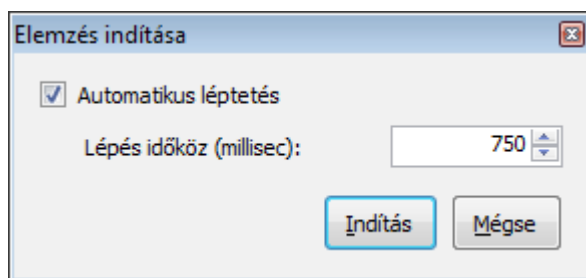 Elemzés indítása
Automatikus léptetés
Lépés időköz (millisec):
750
Indítás
Mégse